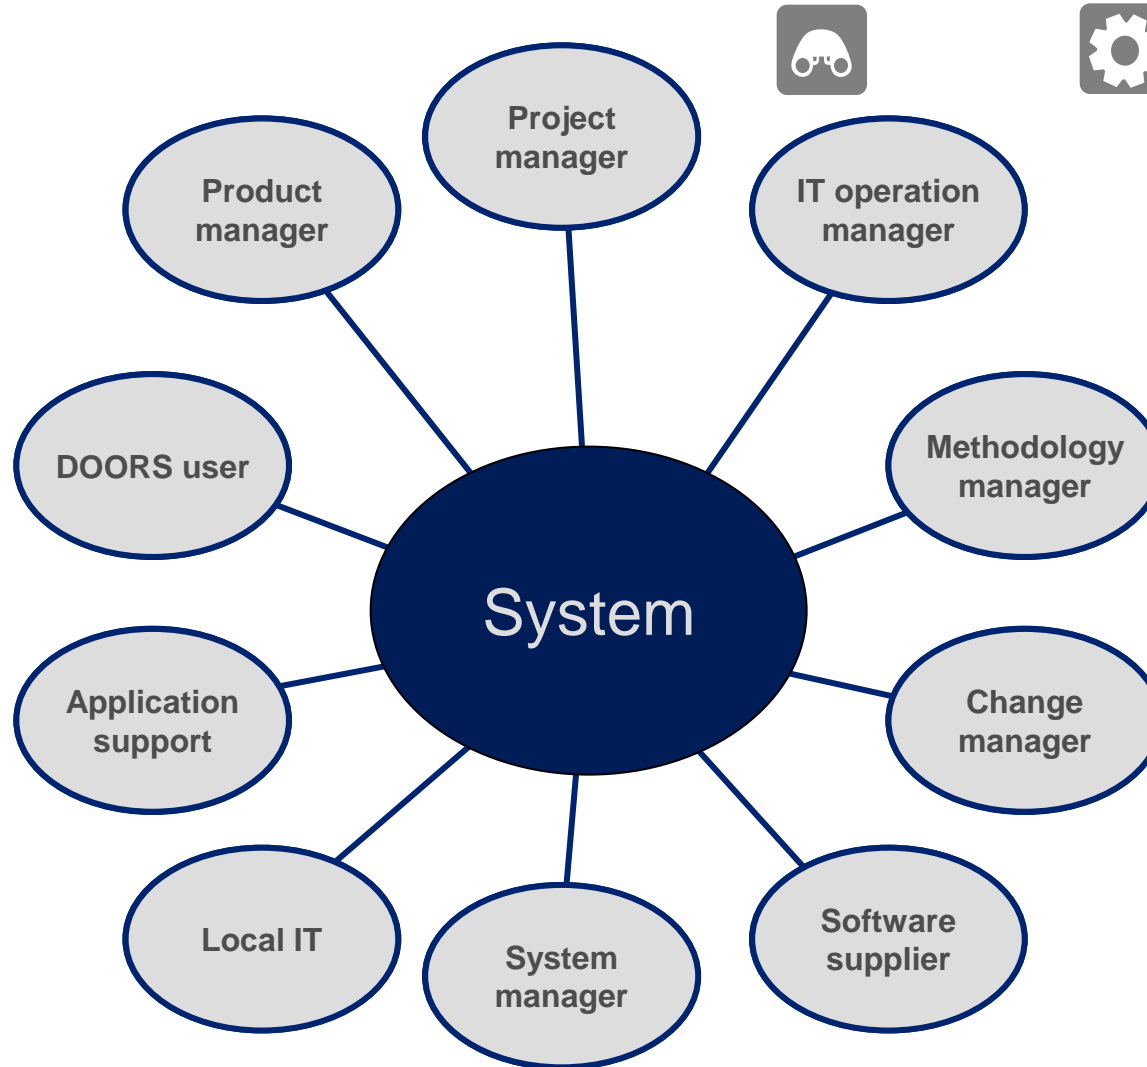 Project
manager
Product
manager
IT operation
manager
DOORS user
Methodology
manager
System
Application
support
Change
manager
Local IT
System
manager
Software
supplier